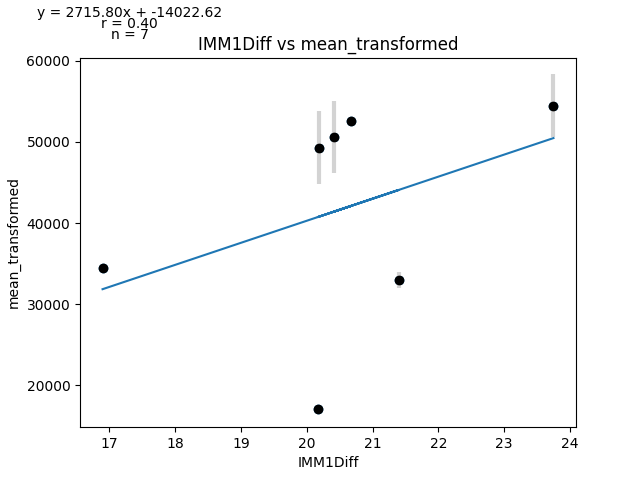 y = 2715.80x + -14022.62
r = 0.40
n = 7
IMM1Diff vs mean_transformed
60000
50000
40000
30000
20000
mean_transformed
17 18 19 20 21 22 23 24
IMM1Diff